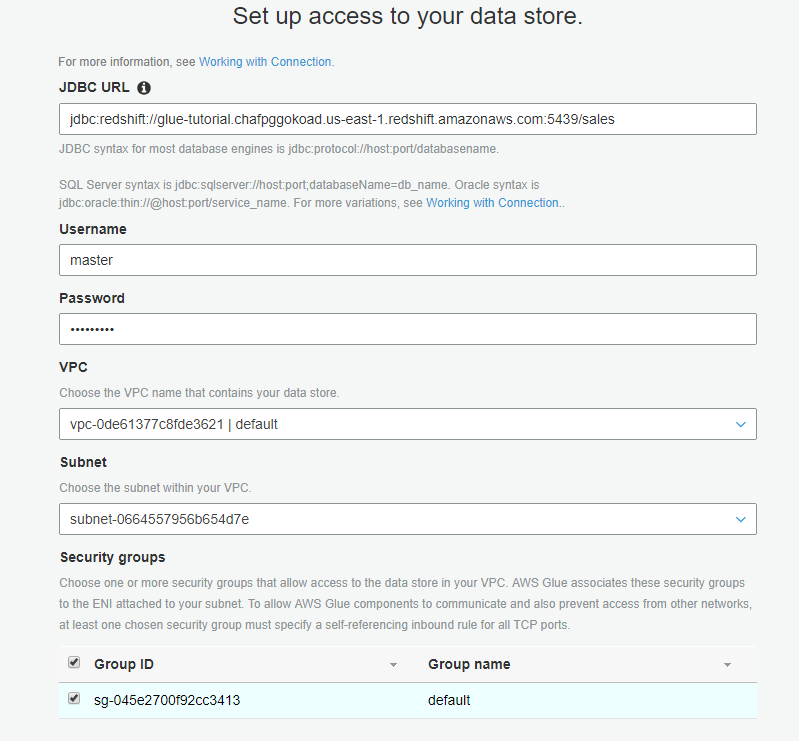 Set up access to your data store.
For more information, see Working with Connection.
JDBC URL
jdbc:redshift://glue-tutorial.chafpggokoad.us-east-1.redshift.amazonaws.com:5439/sales
JDBC syntax for most database engines is jdbc:protocol://host:port/databasename.
SQL Server syntax is jdbc:sqlserver://host:port;databaseName=db_name. Oracle syntax is
jdbc:oracle:thin://@host:port/service_name. For more variations, see Working with Connection..
Username
master
Password
•••••••••
VPC
Choose the VPC name that contains your data store.
vpc-0de61377c8fde3621 | default
Subnet
Choose the subnet within your VPC.
subnet-0664557956b654d7e
Security groups
Choose one or more security groups that allow access to the data store in your VPC. AWS Glue associates these security groups
to the ENI attached to your subnet. To allow AWS Glue components to communicate and also prevent access from other networks,
at least one chosen security group must specify a self-referencing inbound rule for all TCP ports.
Group ID Group name
sg-045e2700f92cc3413 default